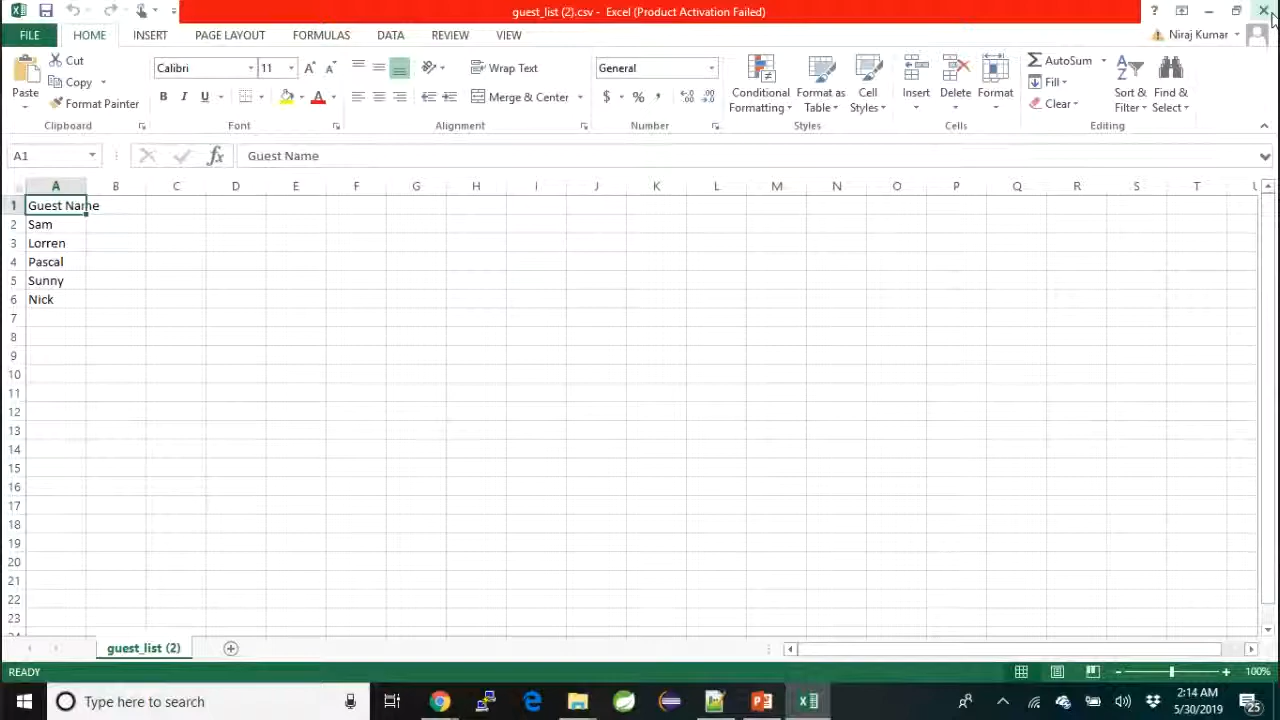 guest_list (2).csv - Excel (Product Activation Failed)
FILE HOME INSERT PAGE LAYOUT FORMULAS DATA REVIEW VIEW Niraj Kumar
Paste Cut Copy Format Painter Clipboard
Calibri 11 B I U A Font
Wrap Text Merge & Center Alignment
General $ % Number
Conditional Formatting Format as Table Cell Styles Styles
Insert Delete Format Cells
AutoSum Fill Clear Sort & Filter Find & Select Editing
A1 fx Guest Name
A B C D E F G H I J K L M N O P Q R S T
1 Guest Name
2 Sam
3 Lorren
4 Pascal
5 Sunny
6 Nick
7
8
9
10
11
12
13
14
15
16
17
18
19
20
21
22
23
guest_list (2)
READY 100%
Type here to search
2:14 AM
5/30/2019
25